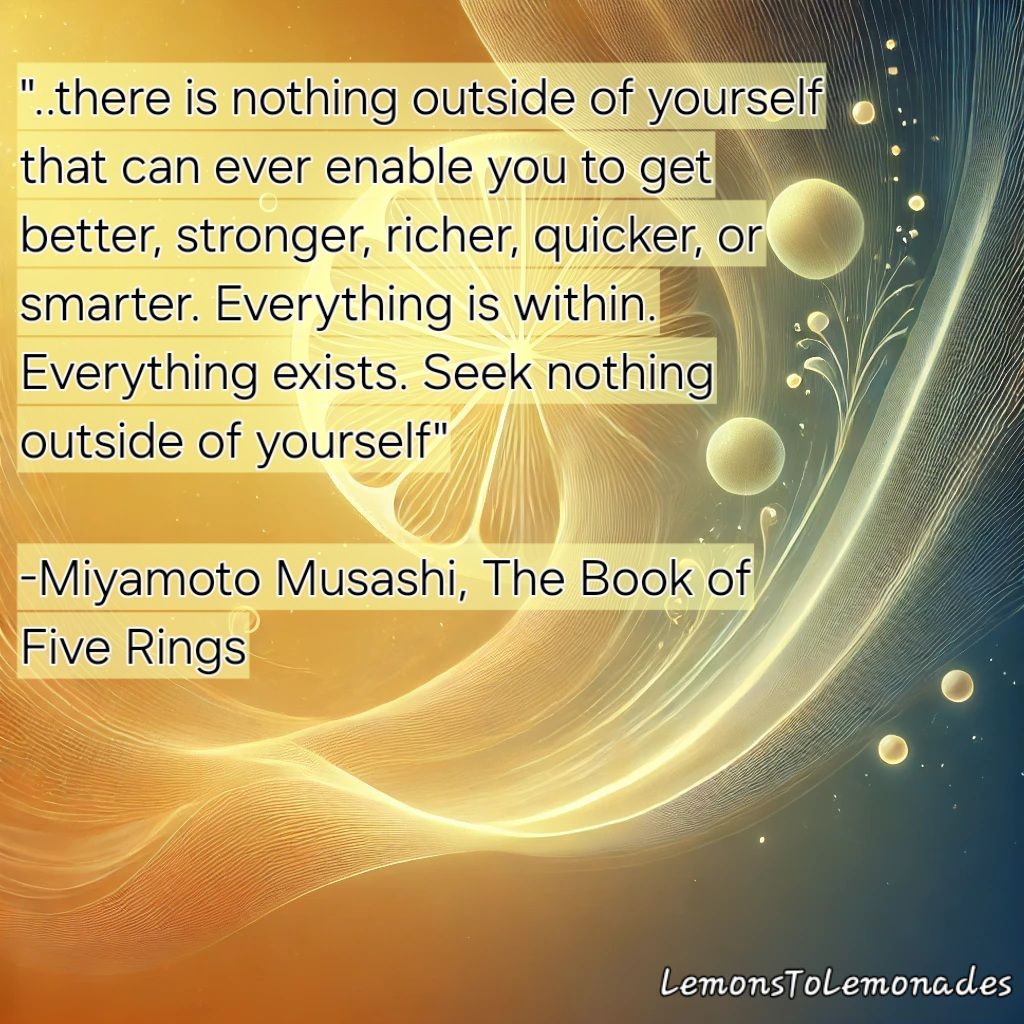 "..there is nothing outside of yourself
that can ever enable you to get
better, stronger, richer, quicker, or
smarter. Everything is within.
Everything exists. Seek nothing
outside of yourself"
-Miyamoto Musashi, The Book of
Five Rings
LemonsToLemonades